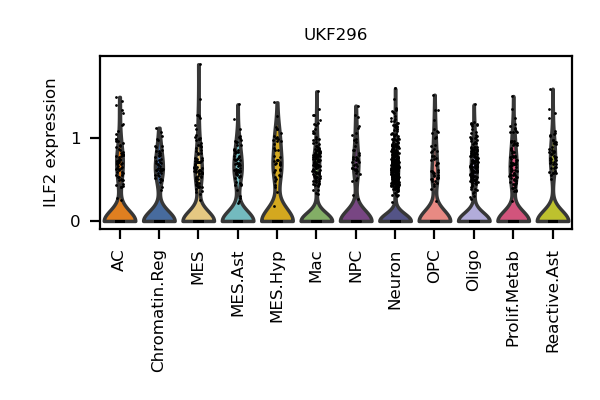 UKF296
ILF2 expression
1
0
AC
Chromatin.Reg
MES
MES.Ast
MES.Hyp
Mac
NPC
Neuron
OPC
Oligo
Prolif.Metab
Reactive.Ast